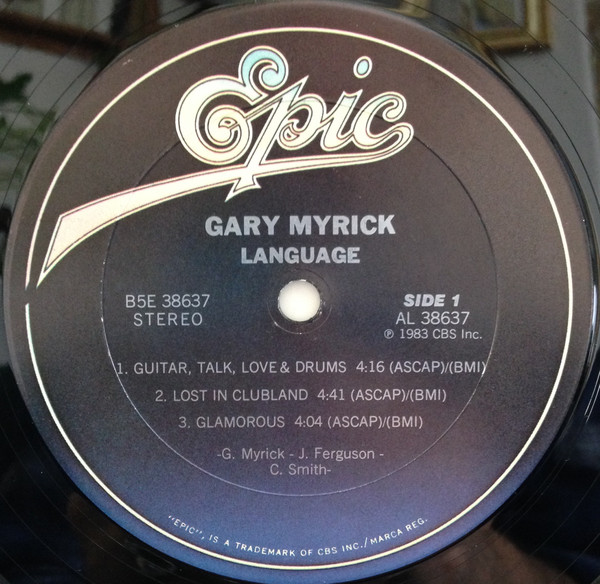 Epic
GARY MYRICK
LANGUAGE
B5E 38637
STEREO
SIDE 1
AL 38637
℗ 1983 CBS Inc.
1. GUITAR, TALK, LOVE & DRUMS 4:16 (ASCAP)/(BMI)
2. LOST IN CLUBLAND 4:41 (ASCAP)/(BMI)
3. GLAMOROUS 4:04 (ASCAP)/(BMI)
-G. Myrick - J. Ferguson -
C. Smith-
"EPIC", IS A TRADEMARK OF CBS INC./MARCA REG.